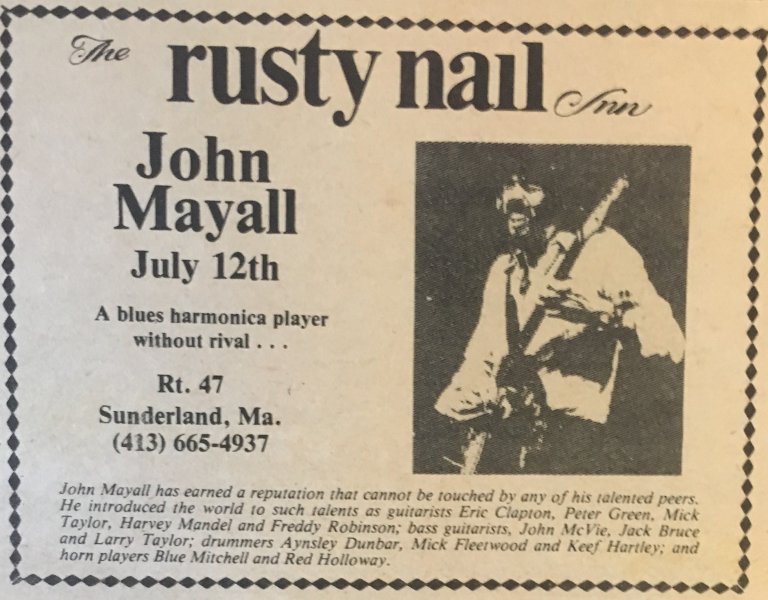 The rusty nail Inn
John
Mayall
July 12th
A blues harmonica player
without rival . . .
Rt. 47
Sunderland, Ma.
(413) 665-4937
John Mayall has earned a reputation that cannot be touched by any of his talented peers.
He introduced the world to such talents as guitarists Eric Clapton, Peter Green, Mick
Taylor, Harvey Mandel and Freddy Robinson; bass guitarists, John McVie, Jack Bruce
and Larry Taylor; drummers Aynsley Dunbar, Mick Fleetwood and Keef Hartley; and
horn players Blue Mitchell and Red Holloway.